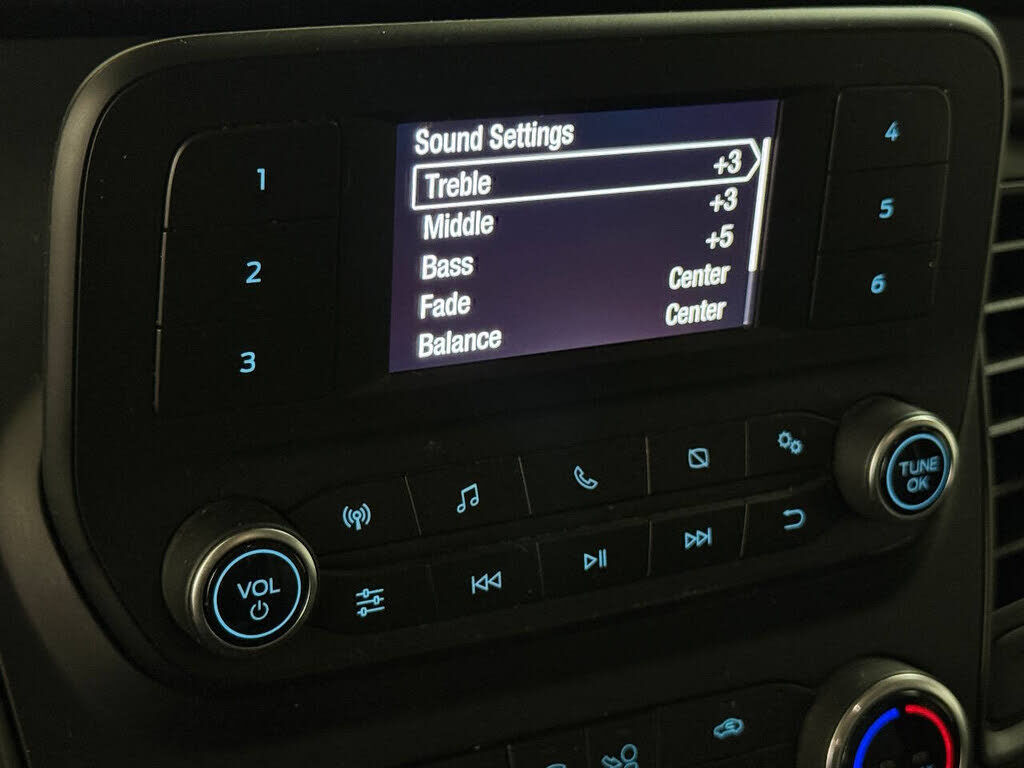 Sound Settings
Treble +3
Middle +3
Bass +5
Fade Center
Balance Center
1
2
3
4
5
6
VOL
TUNE
OK